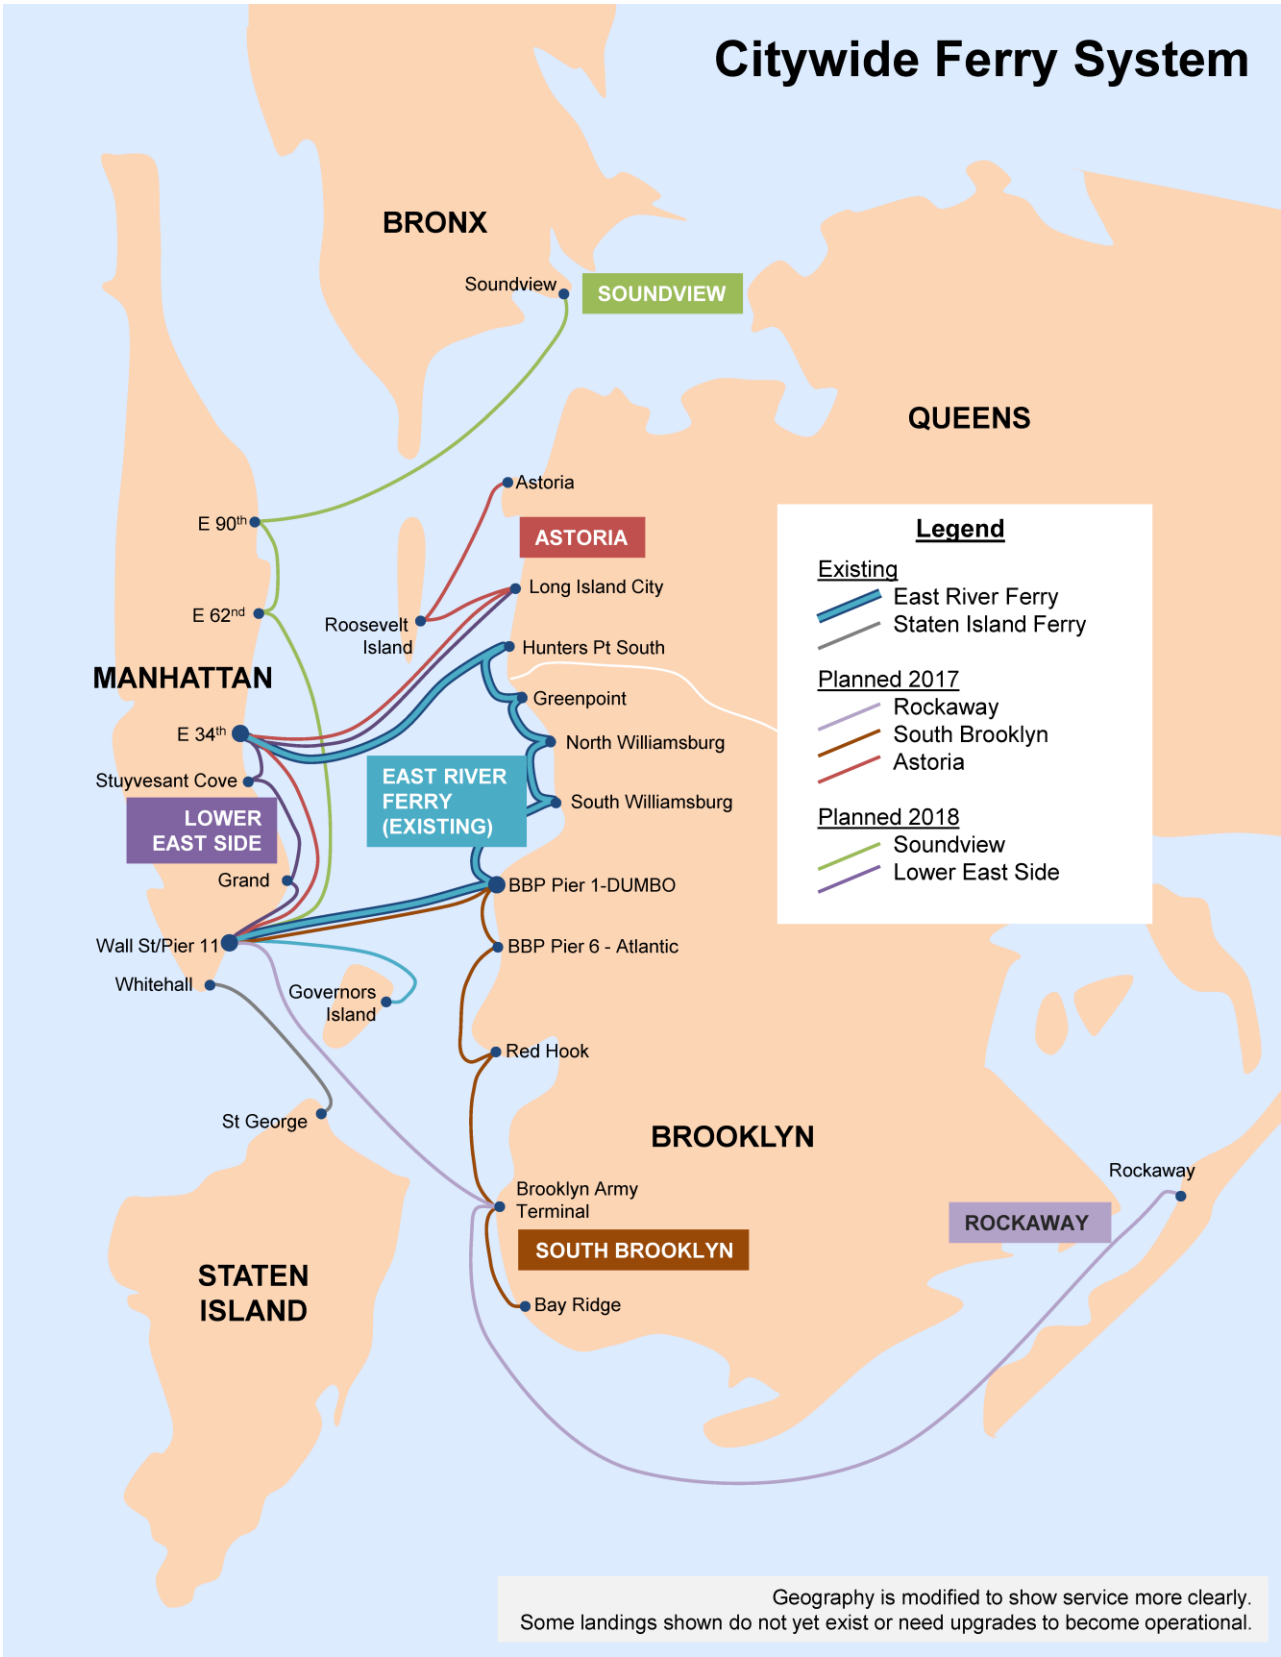 Citywide Ferry System
BRONX
Soundview
SOUNDVIEW
QUEENS
Astoria
E 90th
ASTORIA
Long Island City
E 62nd
Roosevelt
Island
Hunters Pt South
MANHATTAN
Greenpoint
E 34th
North Williamsburg
Stuyvesant Cove
EAST RIVER
FERRY
(EXISTING)
South Williamsburg
LOWER
EAST SIDE
Grand
BBP Pier 1-DUMBO
Wall St/Pier 11
BBP Pier 6 - Atlantic
Whitehall
Governors
Island
Red Hook
St George
BROOKLYN
Rockaway
Brooklyn Army
Terminal
ROCKAWAY
SOUTH BROOKLYN
STATEN
ISLAND
Bay Ridge
Legend
Existing
East River Ferry
Staten Island Ferry
Planned 2017
Rockaway
South Brooklyn
Astoria
Planned 2018
Soundview
Lower East Side
Geography is modified to show service more clearly.
Some landings shown do not yet exist or need upgrades to become operational.